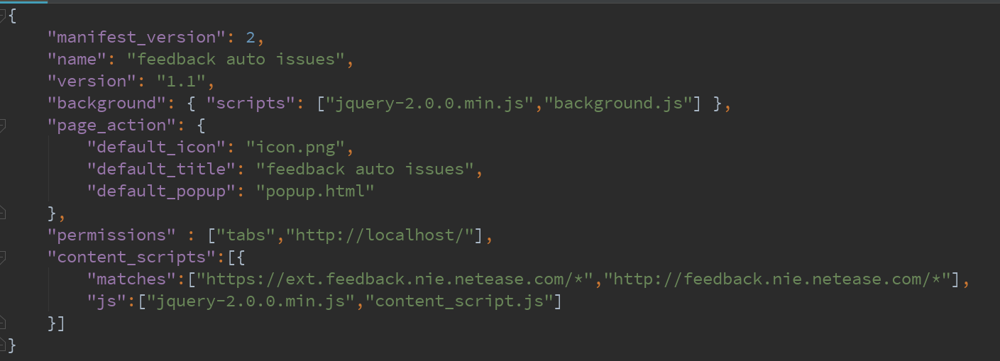 {
    "manifest_version": 2,
    "name": "feedback auto issues",
    "version": "1.1",
    "background": { "scripts": ["jquery-2.0.0.min.js","background.js"] },
    "page_action": {
        "default_icon": "icon.png",
        "default_title": "feedback auto issues",
        "default_popup": "popup.html"
    },
    "permissions" : ["tabs","http://localhost/"],
    "content_scripts":[{
        "matches":["https://ext.feedback.nie.netease.com/*","http://feedback.nie.netease.com/*"],
        "js":["jquery-2.0.0.min.js","content_script.js"]
    }]
}